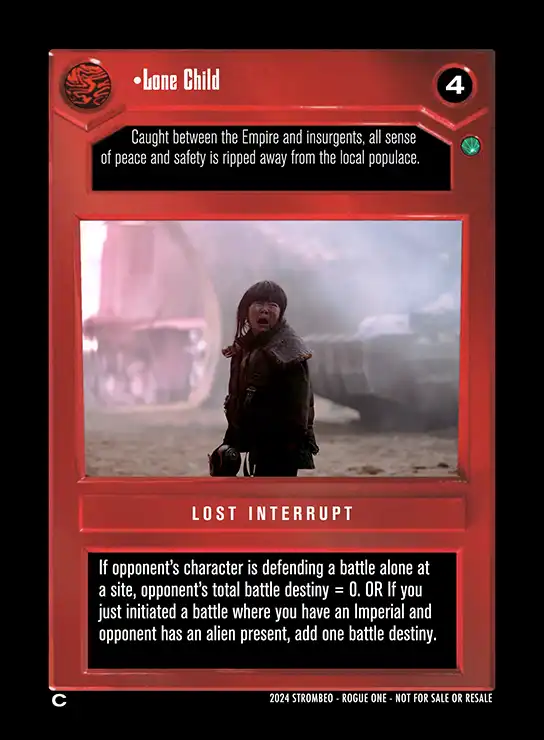 •Lone Child
4
Caught between the Empire and insurgents, all sense
of peace and safety is ripped away from the local populace.
LOST INTERRUPT
If opponent's character is defending a battle alone at
a site, opponent's total battle destiny = 0. OR If you
just initiated a battle where you have an Imperial and
opponent has an alien present, add one battle destiny.
C
2024 STROMBEO - ROGUE ONE - NOT FOR SALE OR RESALE